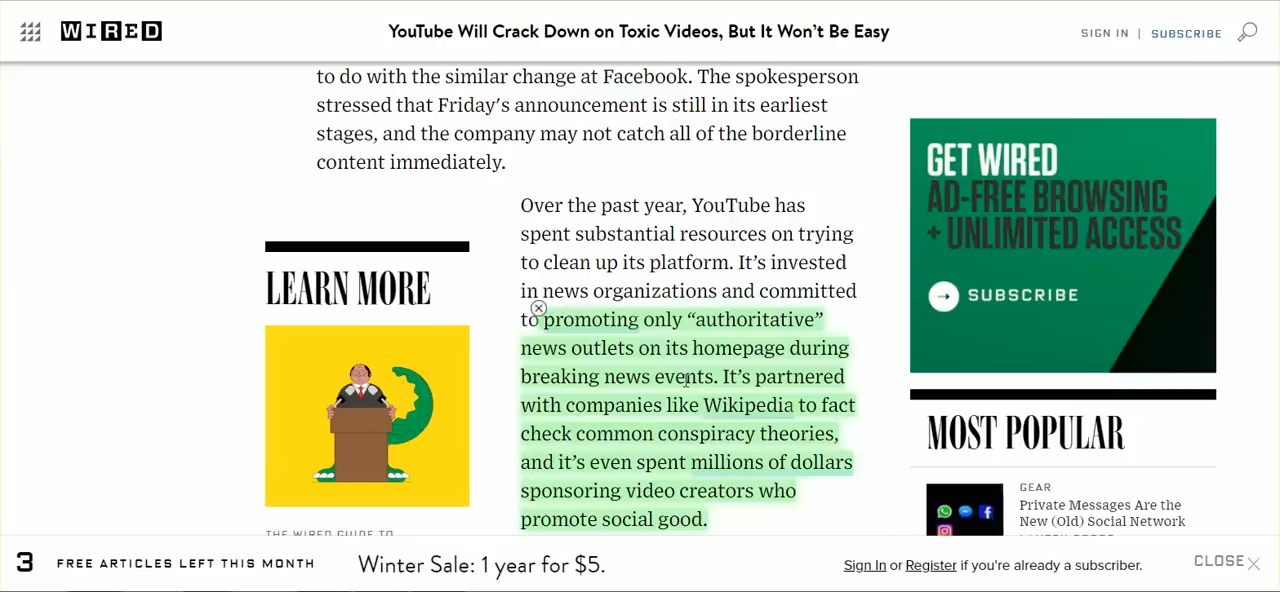 WIRED
YouTube Will Crack Down on Toxic Videos, But It Won’t Be Easy
SIGN IN | SUBSCRIBE
to do with the similar change at Facebook. The spokesperson
stressed that Friday's announcement is still in its earliest
stages, and the company may not catch all of the borderline
content immediately.
Over the past year, YouTube has
spent substantial resources on trying
to clean up its platform. It’s invested
in news organizations and committed
to promoting only “authoritative”
news outlets on its homepage during
breaking news events. It’s partnered
with companies like Wikipedia to fact
check common conspiracy theories,
and it’s even spent millions of dollars
sponsoring video creators who
promote social good.
LEARN MORE
THE WIRED GUIDE TO
GET WIRED
AD-FREE BROWSING
+ UNLIMITED ACCESS
SUBSCRIBE
MOST POPULAR
GEAR
Private Messages Are the
New (Old) Social Network
3 FREE ARTICLES LEFT THIS MONTH
Winter Sale: 1 year for $5.
Sign In or Register if you're already a subscriber.
CLOSE